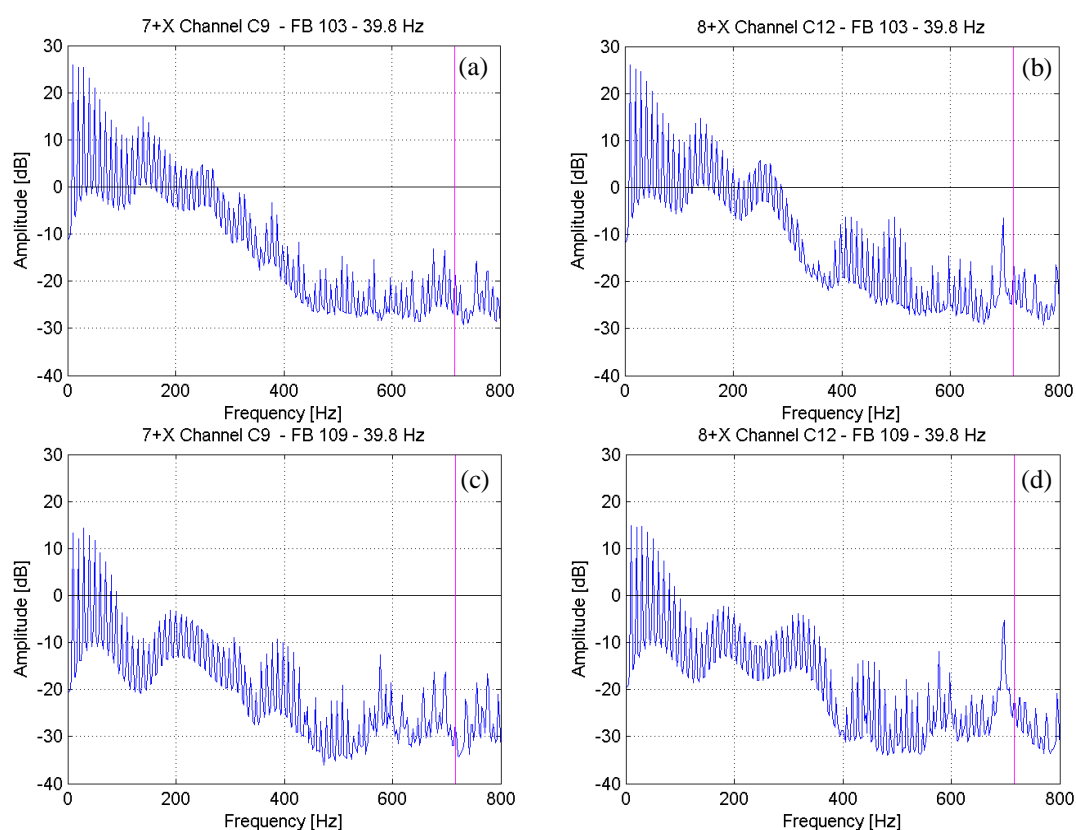 7+X Channel C9 - FB 103 - 39.8 Hz
(a)
30
20
10
0
-10
-20
-30
-40
Amplitude [dB]
0 200 400 600 800
Frequency [Hz]
8+X Channel C12 - FB 103 - 39.8 Hz
(b)
30
20
10
0
-10
-20
-30
-40
Amplitude [dB]
0 200 400 600 800
Frequency [Hz]
7+X Channel C9 - FB 109 - 39.8 Hz
(c)
30
20
10
0
-10
-20
-30
-40
Amplitude [dB]
0 200 400 600 800
Frequency [Hz]
8+X Channel C12 - FB 109 - 39.8 Hz
(d)
30
20
10
0
-10
-20
-30
-40
Amplitude [dB]
0 200 400 600 800
Frequency [Hz]